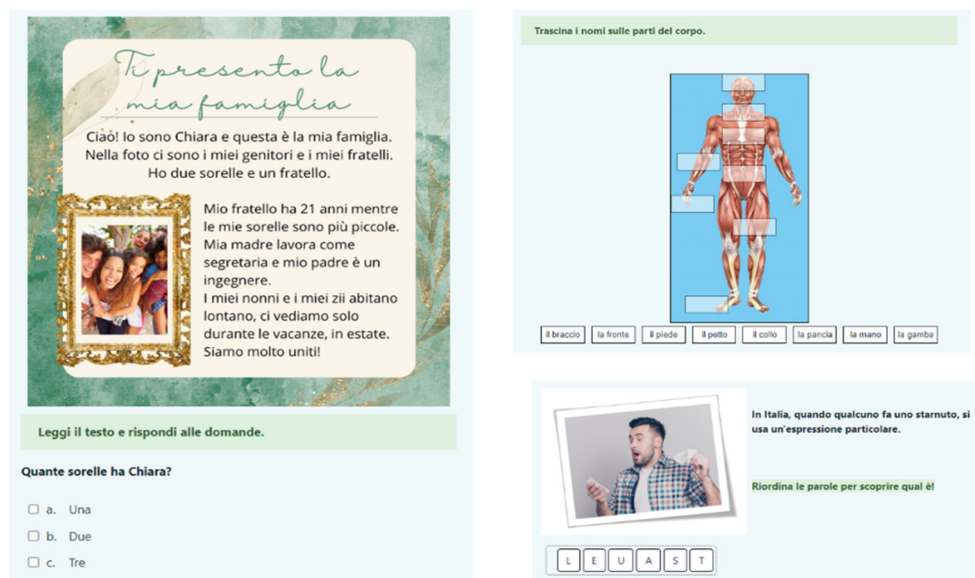 Ti presento la
mia famiglia
Ciao! Io sono Chiara e questa è la mia famiglia.
Nella foto ci sono i miei genitori e i miei fratelli.
Ho due sorelle e un fratello.
Mio fratello ha 21 anni mentre
le mie sorelle sono più piccole.
Mia madre lavora come
segretaria e mio padre è un
ingegnere.
I miei nonni e i miei zii abitano
lontano, ci vediamo solo
durante le vacanze, in estate.
Siamo molto uniti!
Leggi il testo e rispondi alle domande.
Quante sorelle ha Chiara?
a. Una
b. Due
c. Tre
Trascina i nomi sulle parti del corpo.
il braccio la fronte il piede il petto il collo la pancia la mano la gamba
In Italia, quando qualcuno fa uno starnuto, si
usa un'espressione particolare.
Riordina le parole per scoprire qual è!
L E U A S T